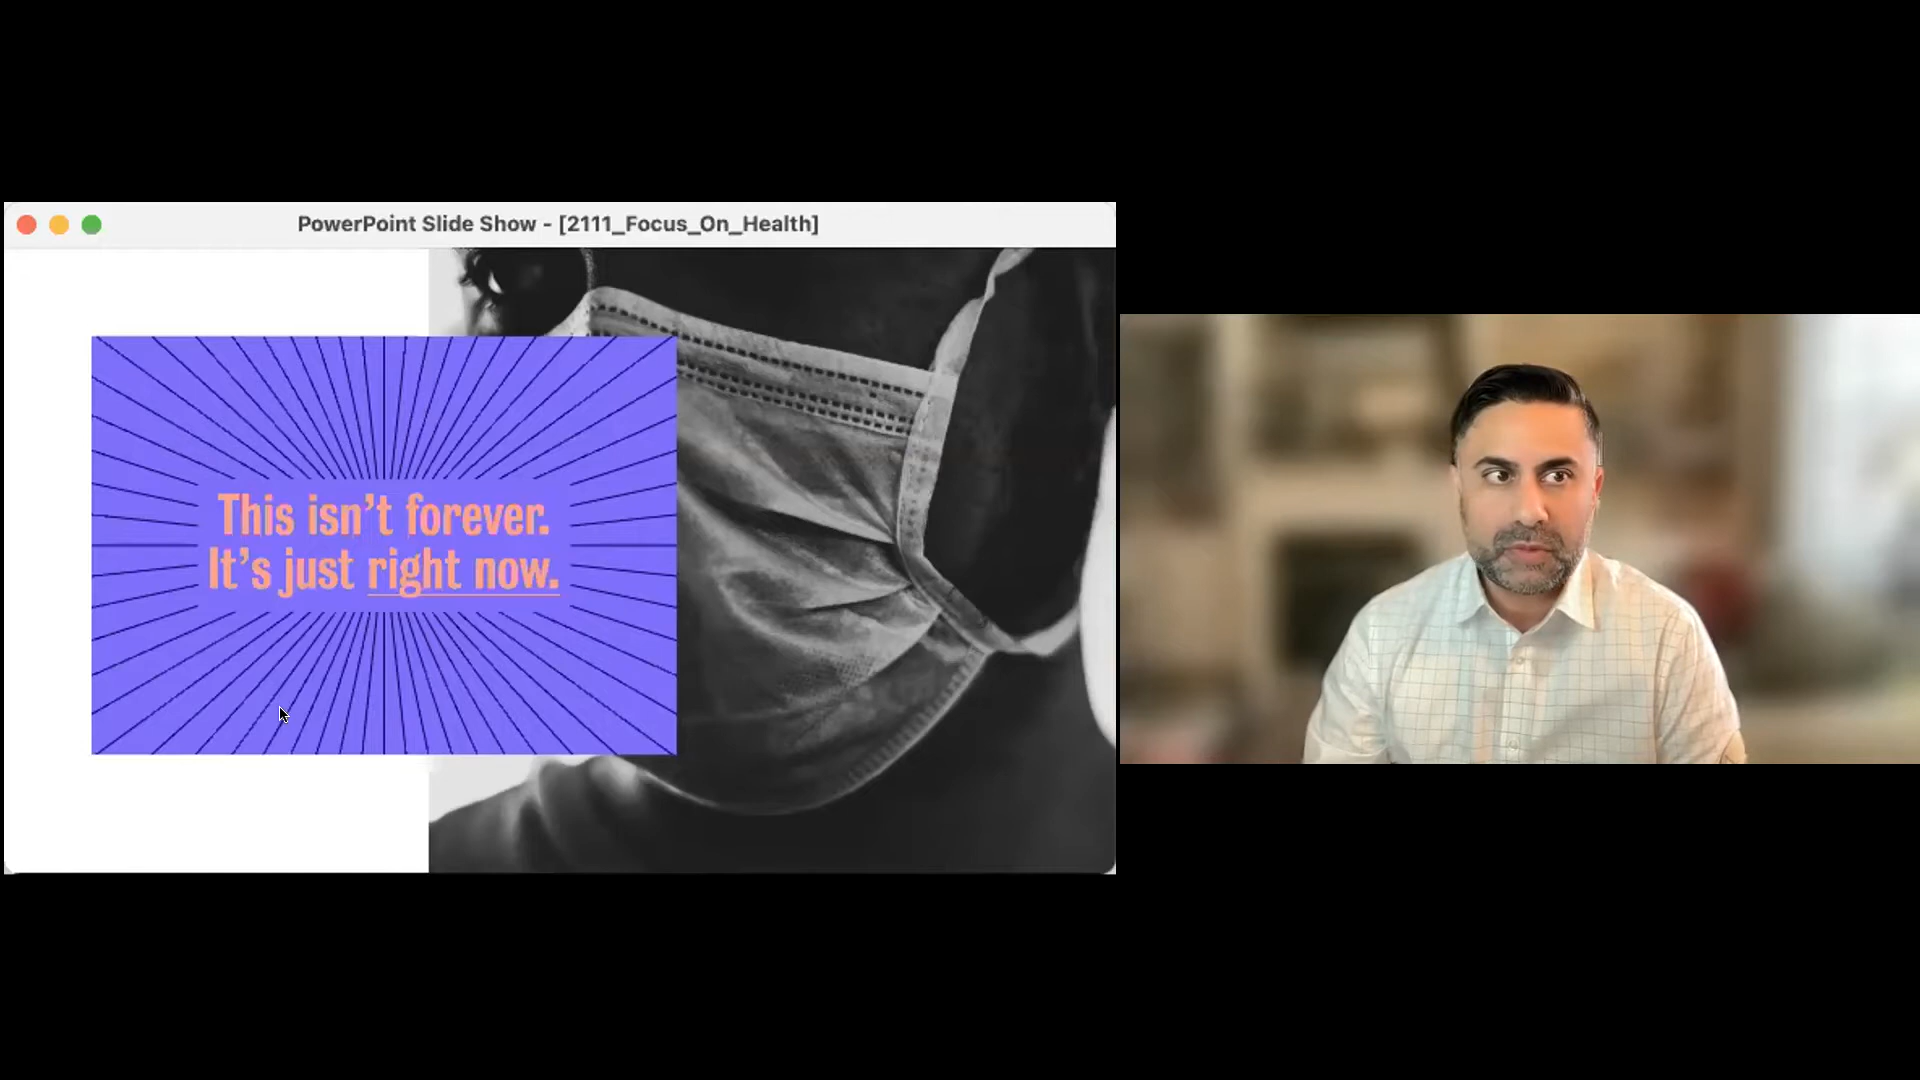 PowerPoint Slide Show - [2111_Focus_On_Health]
This isn’t forever.
It’s just right now.